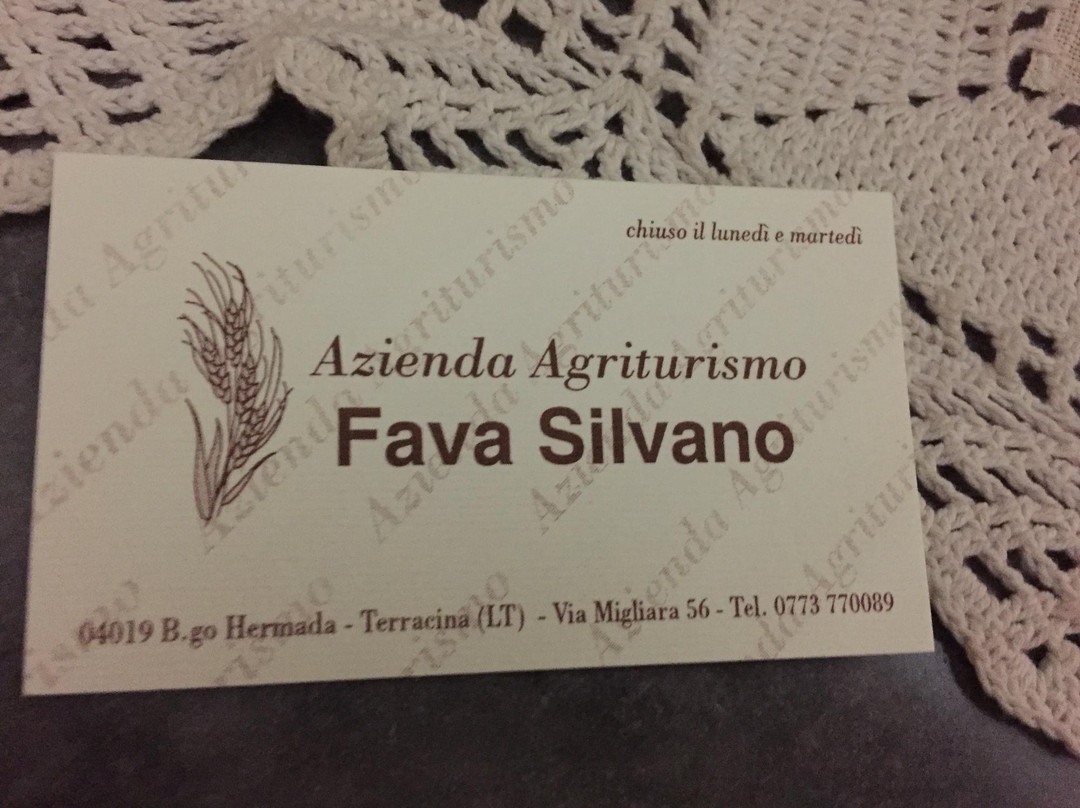 chiuso il lunedì e martedì
Azienda Agriturismo
Fava Silvano
04019 B.go Hermada - Terracina (LT) - Via Migliara 56 - Tel. 0773 770089